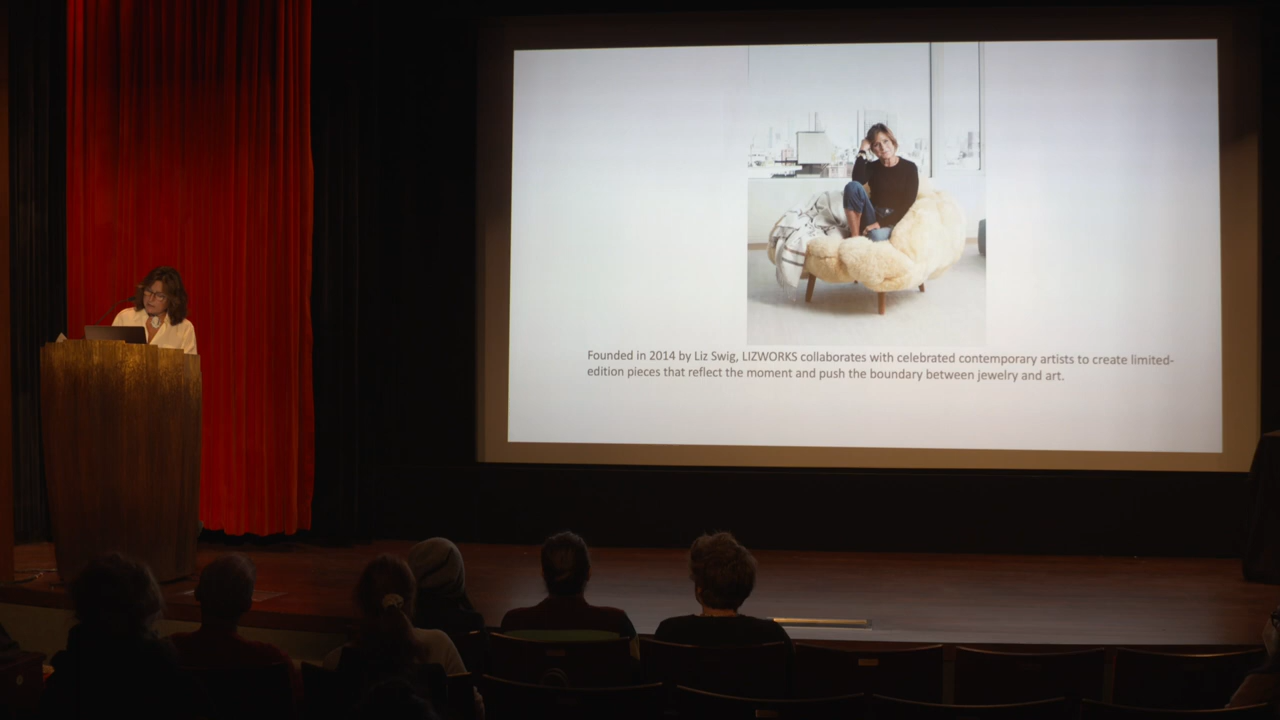 Founded in 2014 by Liz Swig, LIZWORKS collaborates with celebrated contemporary artists to create limited-
edition pieces that reflect the moment and push the boundary between jewelry and art.